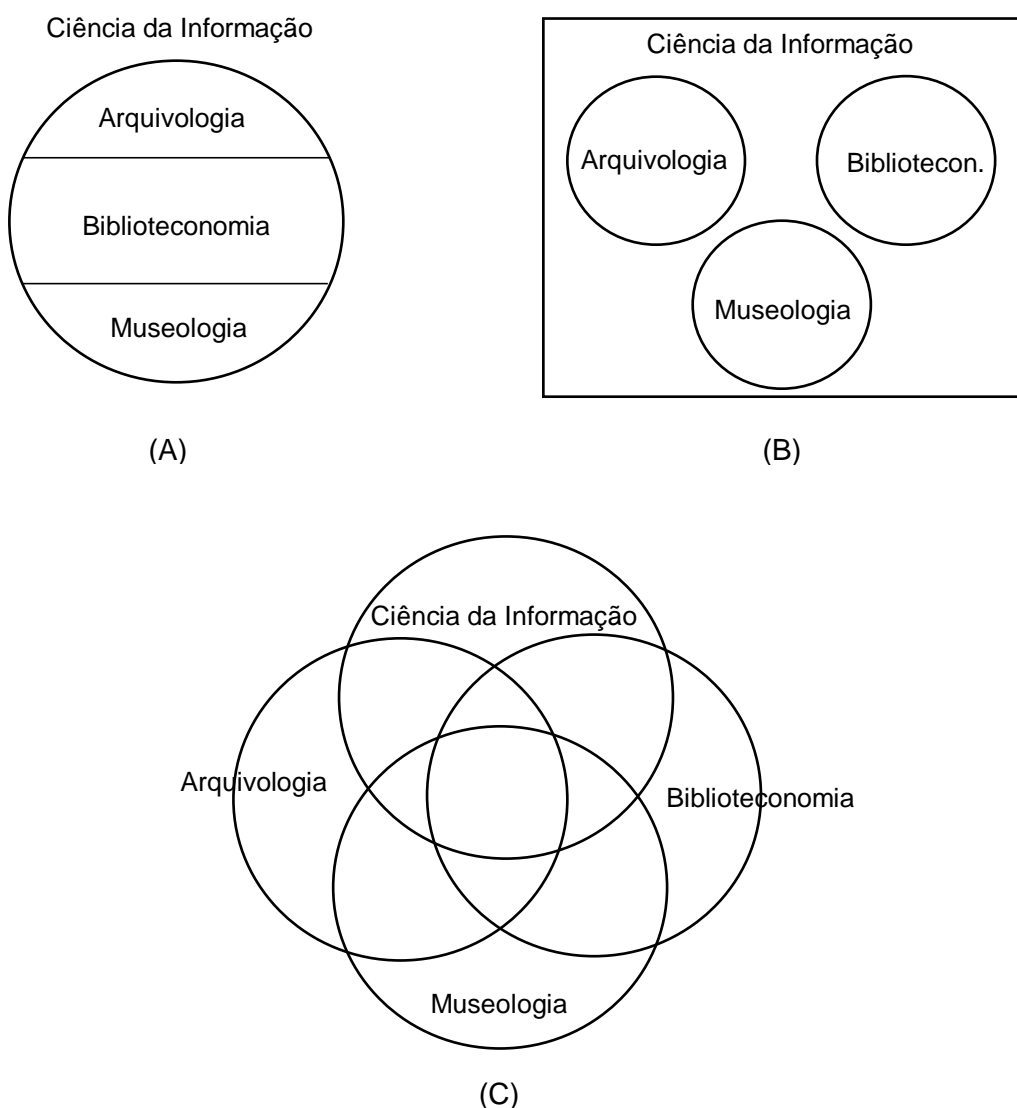 Ciência da Informação
Arquivologia
Biblioteconomia
Museologia
(A)
Ciência da Informação
Arquivologia
Bibliotecon.
Museologia
(B)
Ciência da Informação
Arquivologia
Biblioteconomia
Museologia
(C)